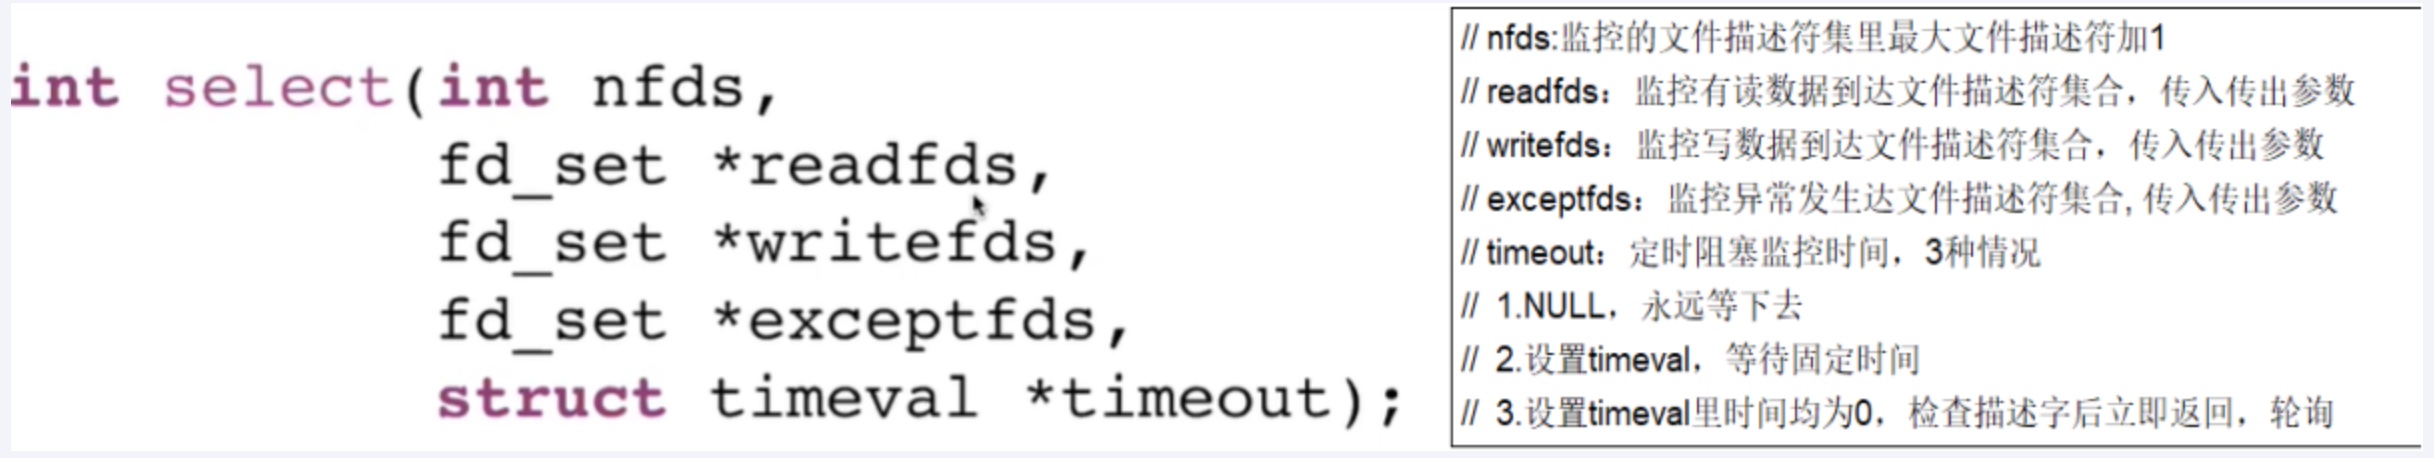 int select(int nfds,
fd_set *readfds,
fd_set *writefds,
fd_set *exceptfds,
struct timeval *timeout);
// nfds:监控的文件描述符集里最大文件描述符加1
// readfds：监控有读数据到达文件描述符集合，传入传出参数
// writefds：监控写数据到达文件描述符集合，传入传出参数
// exceptfds：监控异常发生达文件描述符集合, 传入传出参数
// timeout：定时阻塞监控时间，3种情况
// 1.NULL，永远等下去
// 2.设置timeval，等待固定时间
// 3.设置timeval里时间均为0，检查描述字后立即返回，轮询